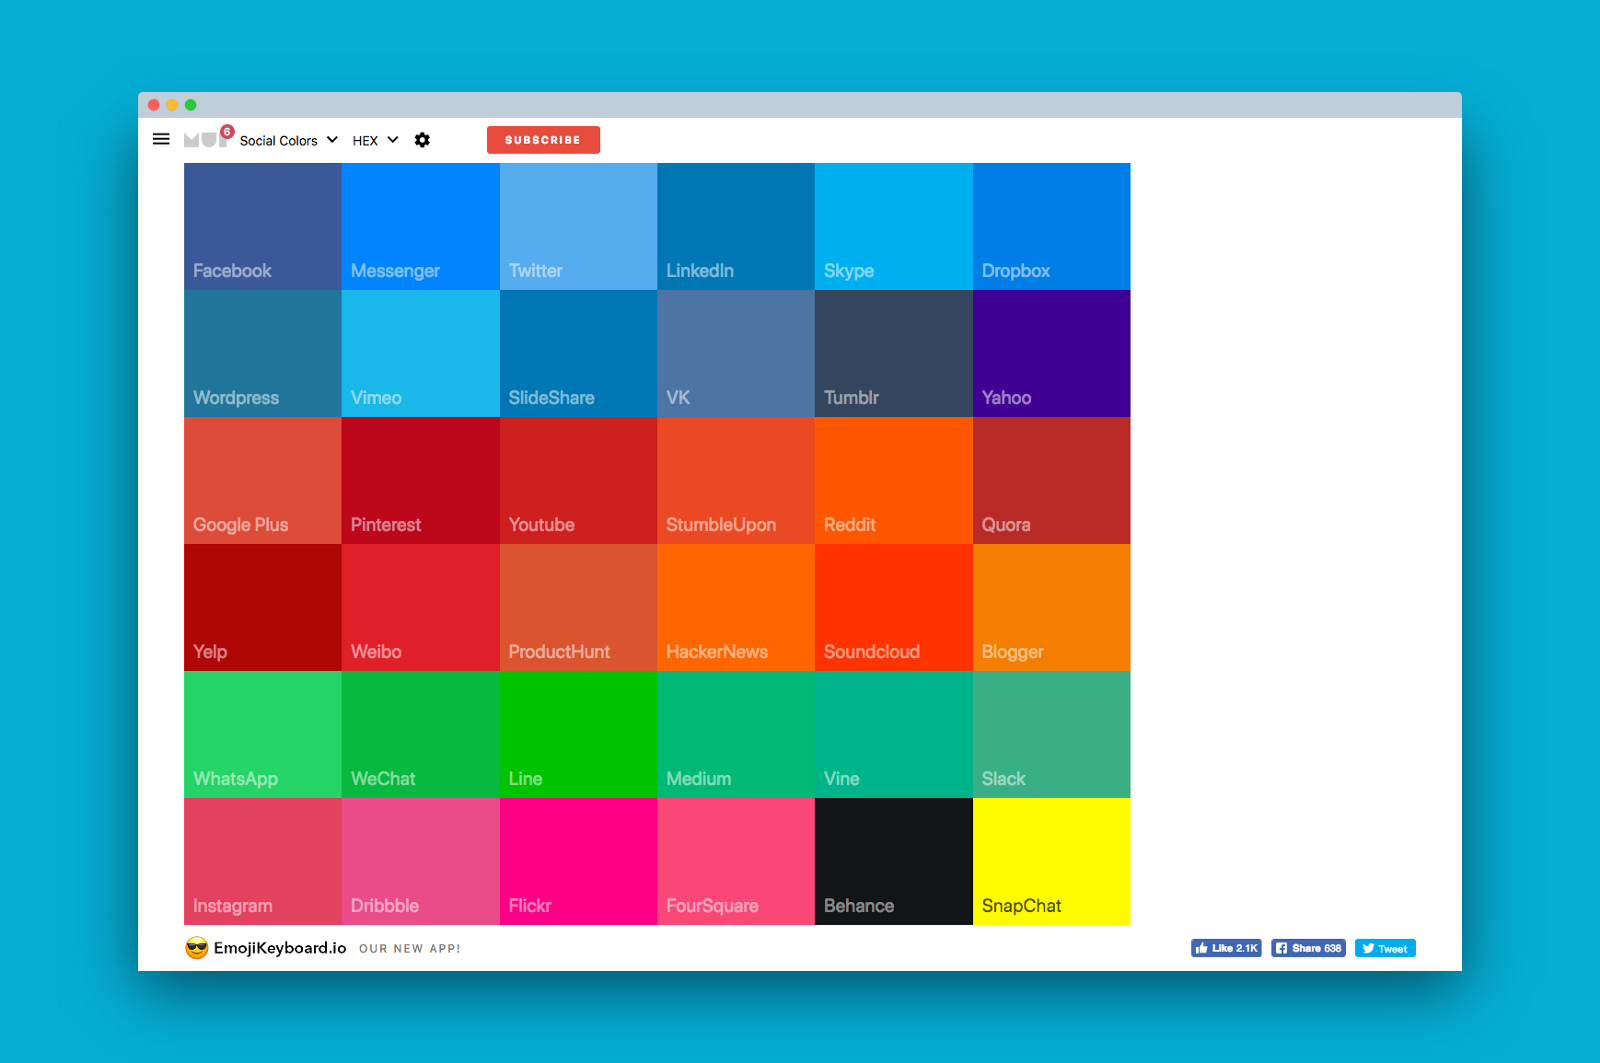 MUP 6 Social Colors HEX SUBSCRIBE
Facebook Messenger Twitter LinkedIn Skype Dropbox
Wordpress Vimeo SlideShare VK Tumblr Yahoo
Google Plus Pinterest Youtube StumbleUpon Reddit Quora
Yelp Weibo ProductHunt HackerNews Soundcloud Blogger
WhatsApp WeChat Line Medium Vine Slack
Instagram Dribbble Flickr FourSquare Behance SnapChat
EmojiKeyboard.io OUR NEW APP! Like 2.1K Share 638 Tweet